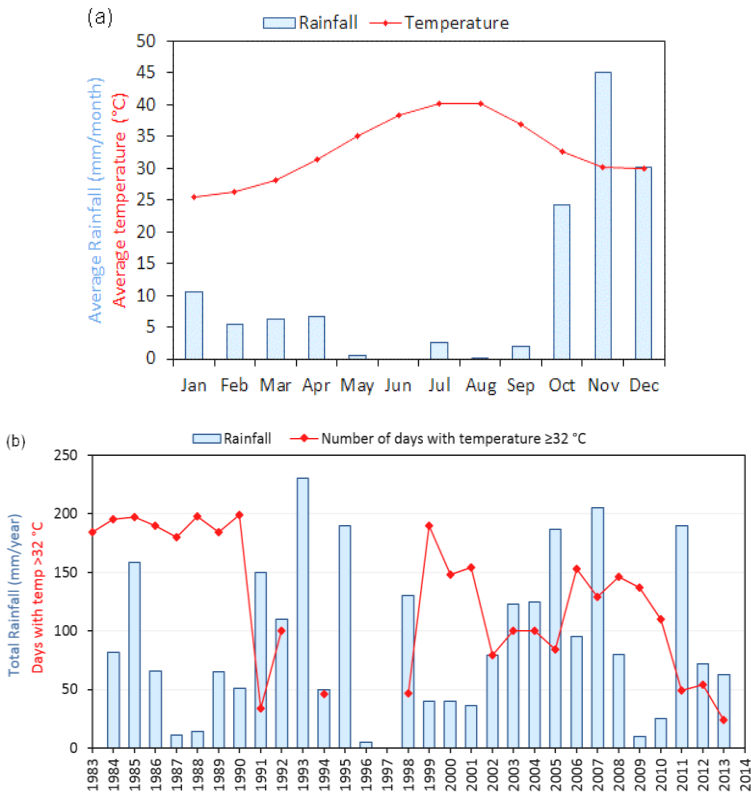 (a)
Rainfall Temperature
Average Rainfall (mm/month)
Average temperature (°C)
50
45
40
35
30
25
20
15
10
5
0
Jan Feb Mar Apr May Jun Jul Aug Sep Oct Nov Dec
(b)
Rainfall Number of days with temperature ≥32 °C
Total Rainfall (mm/year)
Days with temp >32 °C
250
200
150
100
50
0
1983 1984 1985 1986 1987 1988 1989 1990 1991 1992 1993 1994 1995 1996 1997 1998 1999 2000 2001 2002 2003 2004 2005 2006 2007 2008 2009 2010 2011 2012 2013 2014